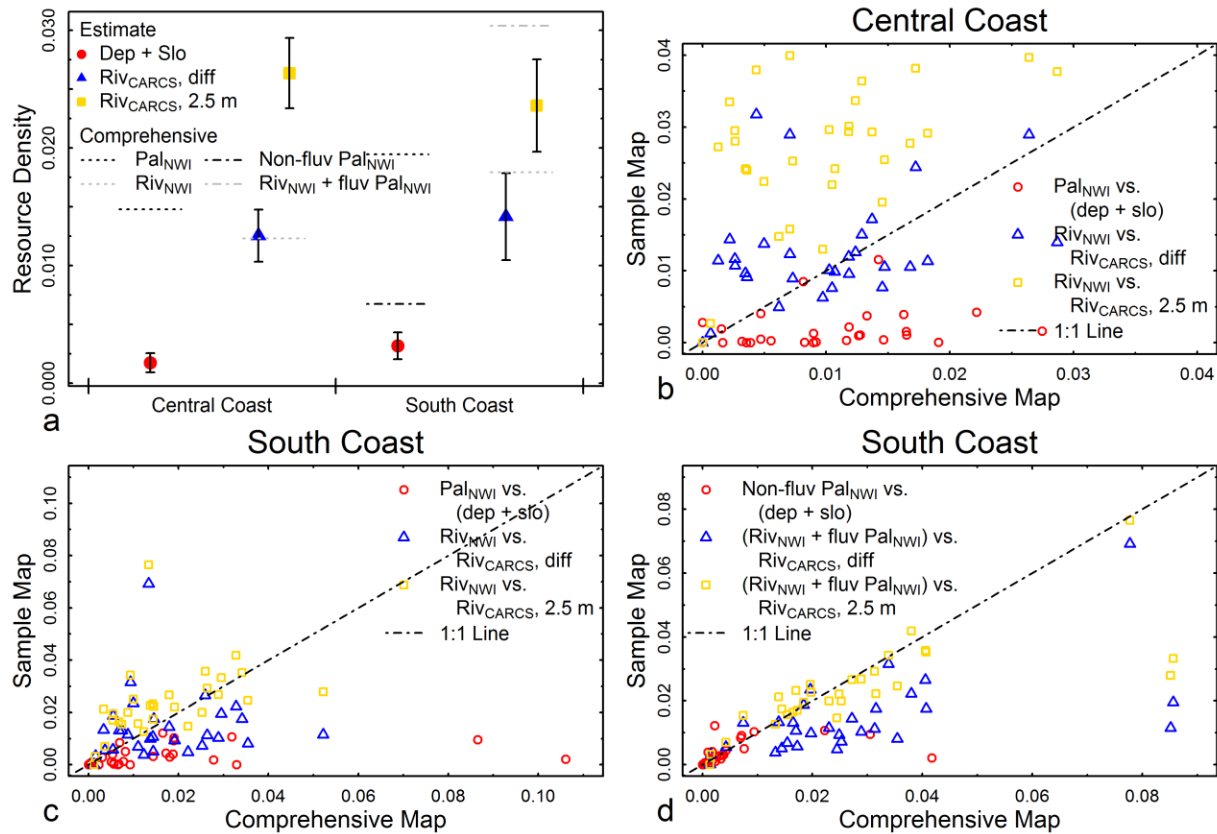 Resource Density
0.000
0.010
0.020
0.030
Estimate
Dep + Slo
RivCARCS, diff
RivCARCS, 2.5 m
Comprehensive
PalNWI
Non-fluv PalNWI
RivNWI
RivNWI + fluv PalNWI
Central Coast
South Coast
a
Central Coast
Sample Map
0.00
0.01
0.02
0.03
0.04
PalNWI vs.
(dep + slo)
RivNWI vs.
RivCARCS, diff
RivNWI vs.
RivCARCS, 2.5 m
1:1 Line
0.00 0.01 0.02 0.03 0.04
Comprehensive Map
b
South Coast
Sample Map
0.00
0.02
0.04
0.06
0.08
0.10
PalNWI vs.
(dep + slo)
RivNWI vs.
RivCARCS, diff
RivNWI vs.
RivCARCS, 2.5 m
1:1 Line
0.00 0.02 0.04 0.06 0.08 0.10
Comprehensive Map
c
South Coast
Sample Map
0.00
0.02
0.04
0.06
0.08
Non-fluv PalNWI vs.
(dep + slo)
(RivNWI + fluv PalNWI) vs.
RivCARCS, diff
(RivNWI + fluv PalNWI) vs.
RivCARCS, 2.5 m
1:1 Line
0.00 0.02 0.04 0.06 0.08
Comprehensive Map
d